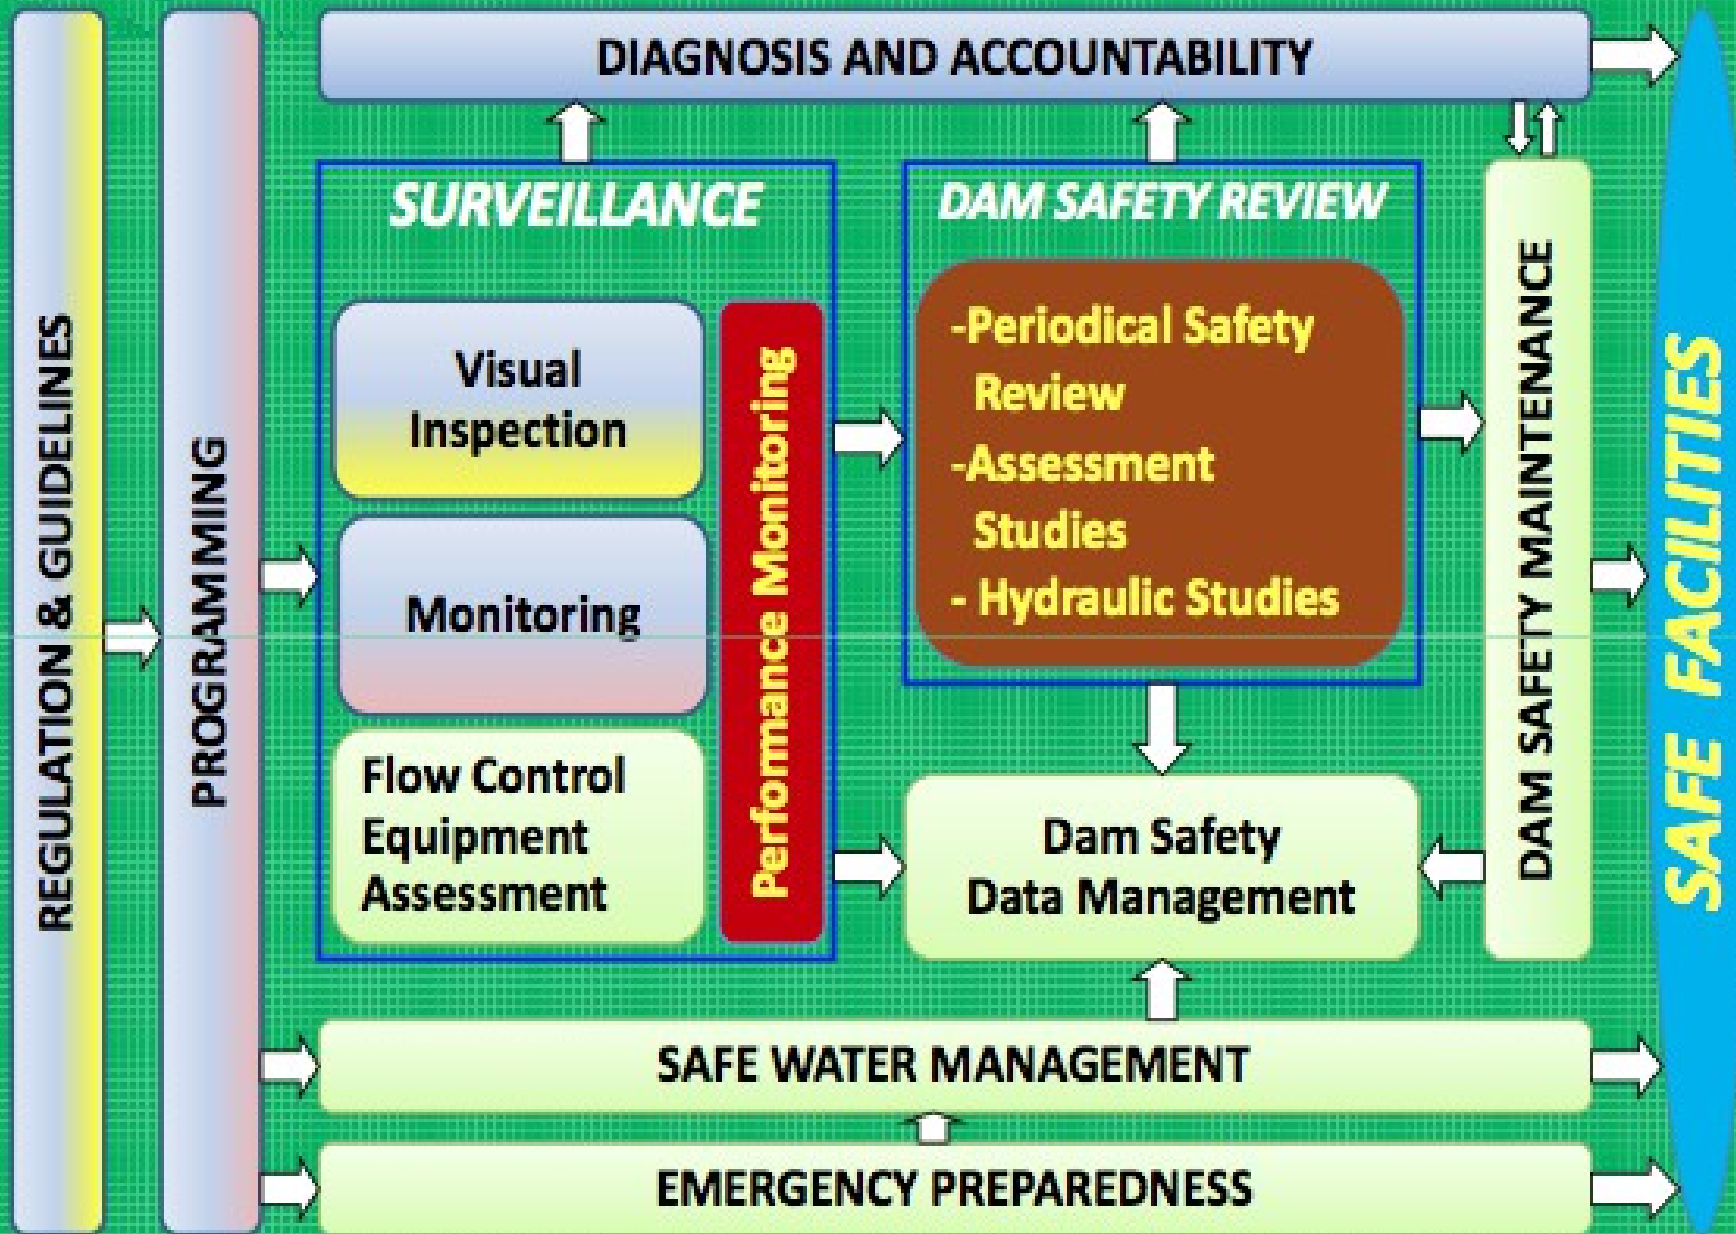 REGULATION & GUIDELINES
PROGRAMMING
DIAGNOSIS AND ACCOUNTABILITY
SURVEILLANCE
Visual
Inspection
Monitoring
Flow Control
Equipment
Assessment
Performance Monitoring
DAM SAFETY REVIEW
-Periodical Safety
Review
-Assessment
Studies
- Hydraulic Studies
Dam Safety
Data Management
DAM SAFETY MAINTENANCE
SAFE WATER MANAGEMENT
EMERGENCY PREPAREDNESS
SAFE FACILITIES